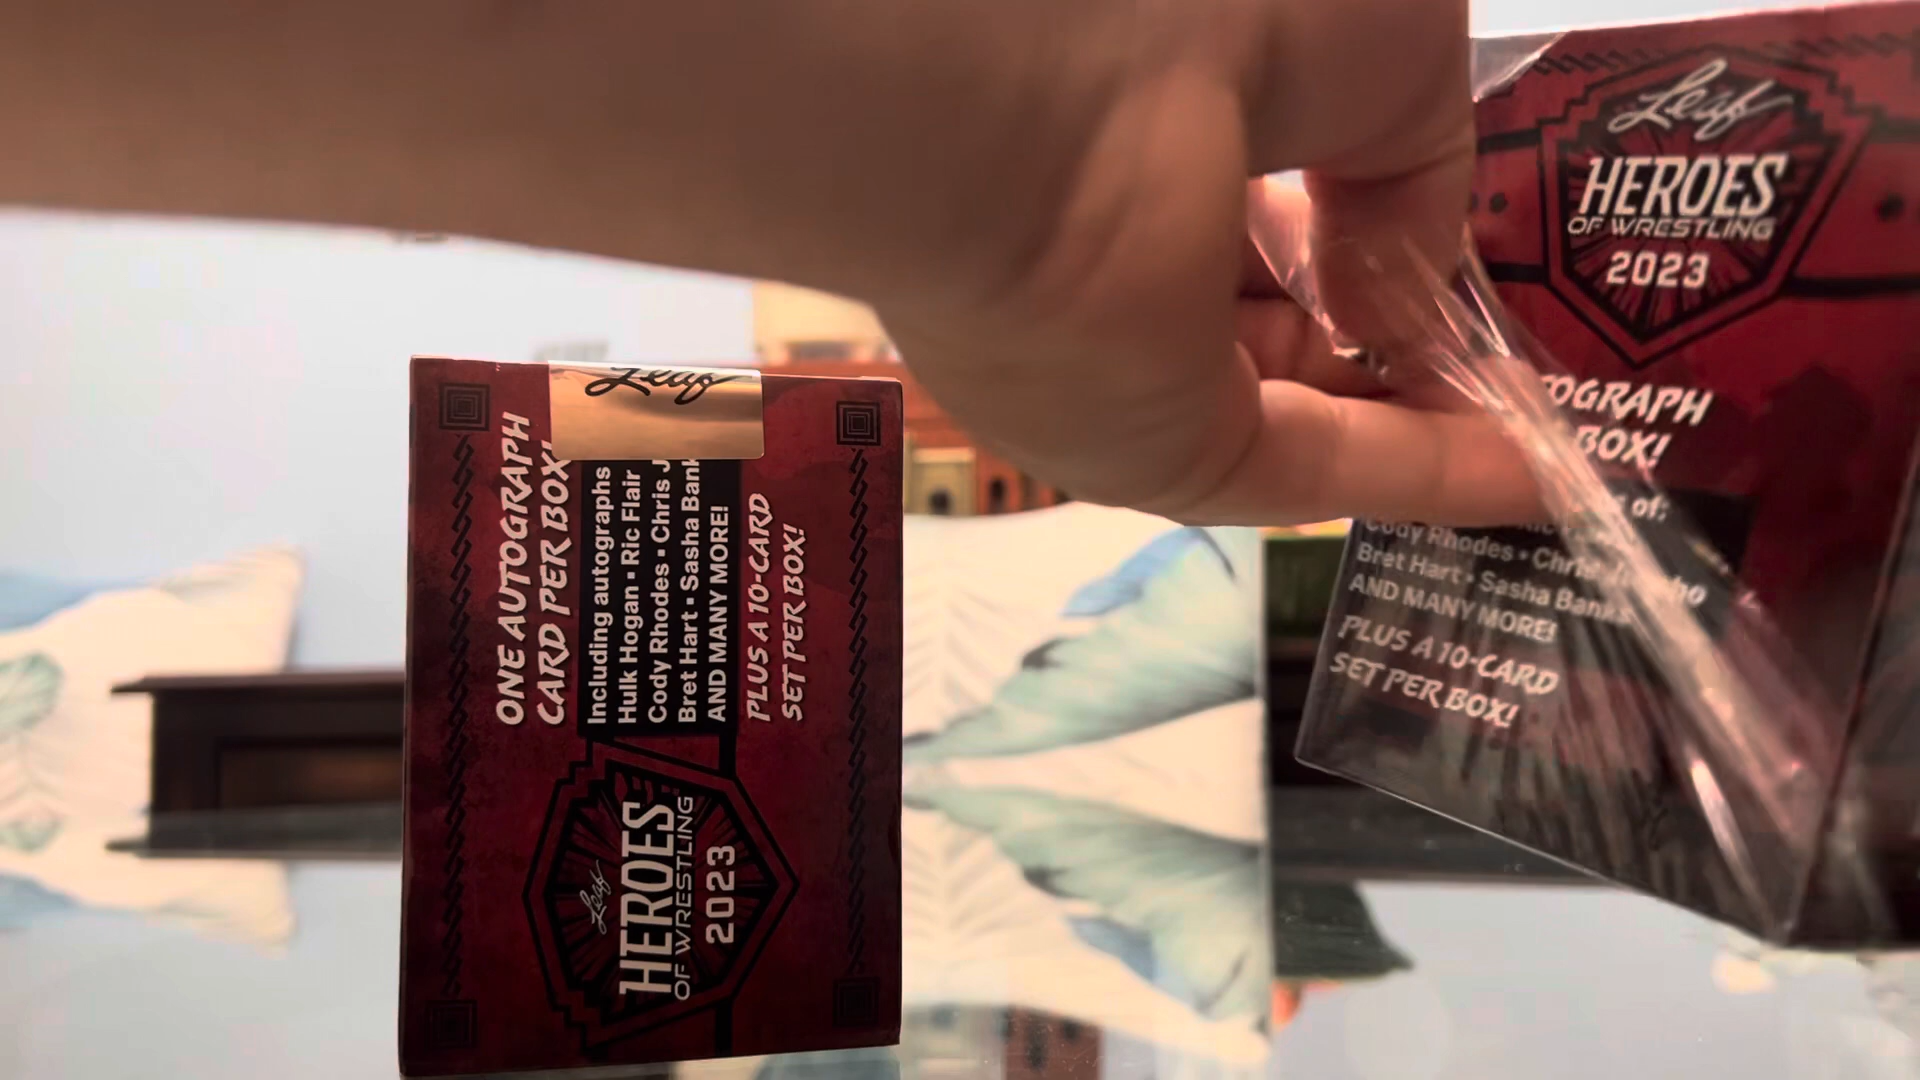 Leaf
ONE AUTOGRAPH
CARD PER BOX!
Including autographs
Hulk Hogan • Ric Flair
Cody Rhodes • Chris J
Bret Hart • Sasha Bank
AND MANY MORE!
PLUS A 10-CARD
SET PER BOX!
Leaf
HEROES
OF WRESTLING
2023
Leaf
HEROES
OF WRESTLING
2023
OGRAPH
BOX!
of:
Cody Rhodes • Chris
Bret Hart • Sasha Banks
AND MANY MORE!
PLUS A 10-CARD
SET PER BOX!